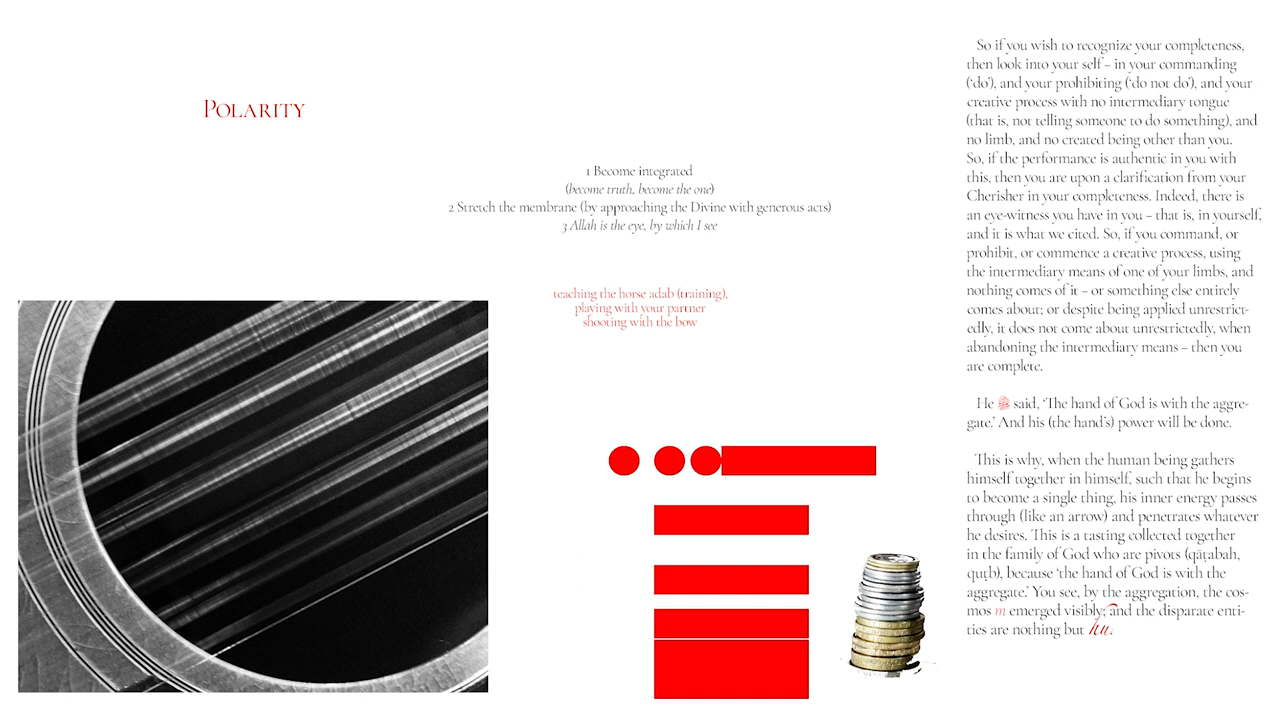 POLARITY
1 Become integrated
(become truth, become the one)
2 Stretch the membrane (by approaching the Divine with generous acts)
3 Allah is the eye, by which I see
teaching the horse adab (training),
playing with your partner
shooting with the bow
So if you wish to recognize your completeness,
then look into your self – in your commanding
(‘do’), and your prohibiting (‘do not do’), and your
creative process with no intermediary tongue
(that is, not telling someone to do something), and
no limb, and no created being other than you.
So, if the performance is authentic in you with
this, then you are upon a clarification from your
Cherisher in your completeness. Indeed, there is
an eye-witness you have in you – that is, in yourself,
and it is what we cited. So, if you command, or
prohibit, or commence a creative process, using
the intermediary means of one of your limbs, and
nothing comes of it – or something else entirely
comes about; or despite being applied unrestrict-
edly, it does not come about unrestrictedly, when
abandoning the intermediary means – then you
are complete.
He ﷺ said, ‘The hand of God is with the aggre-
gate.’ And his (the hand’s) power will be done.
This is why, when the human being gathers
himself together in himself, such that he begins
to become a single thing, his inner energy passes
through (like an arrow) and penetrates whatever
he desires. This is a tasting collected together
in the family of God who are pivots (qāṭabah,
quṭb), because ‘the hand of God is with the
aggregate.’ You see, by the aggregation, the cos-
mos m emerged visibly; and the disparate enti-
ties are nothing but hu.